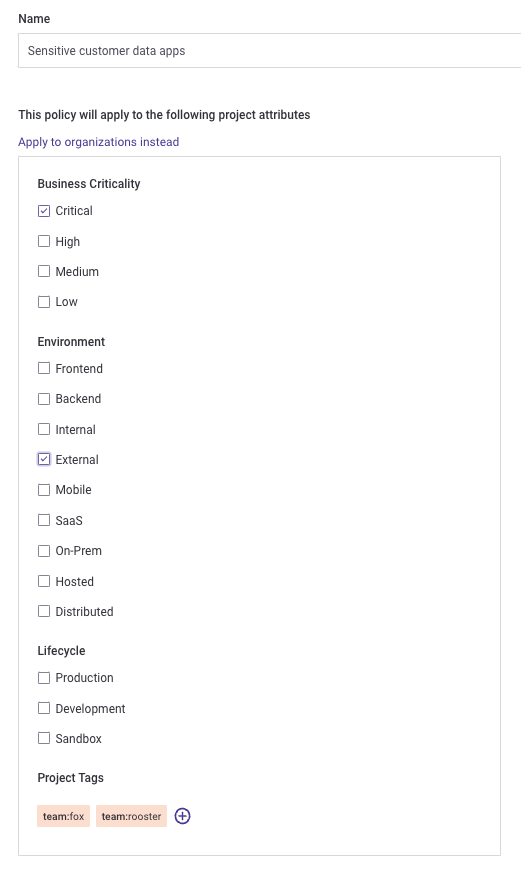 Name
Sensitive customer data apps
This policy will apply to the following project attributes
Apply to organizations instead
Business Criticality
Critical
High
Medium
Low
Environment
Frontend
Backend
Internal
External
Mobile
SaaS
On-Prem
Hosted
Distributed
Lifecycle
Production
Development
Sandbox
Project Tags
team:fox team:rooster